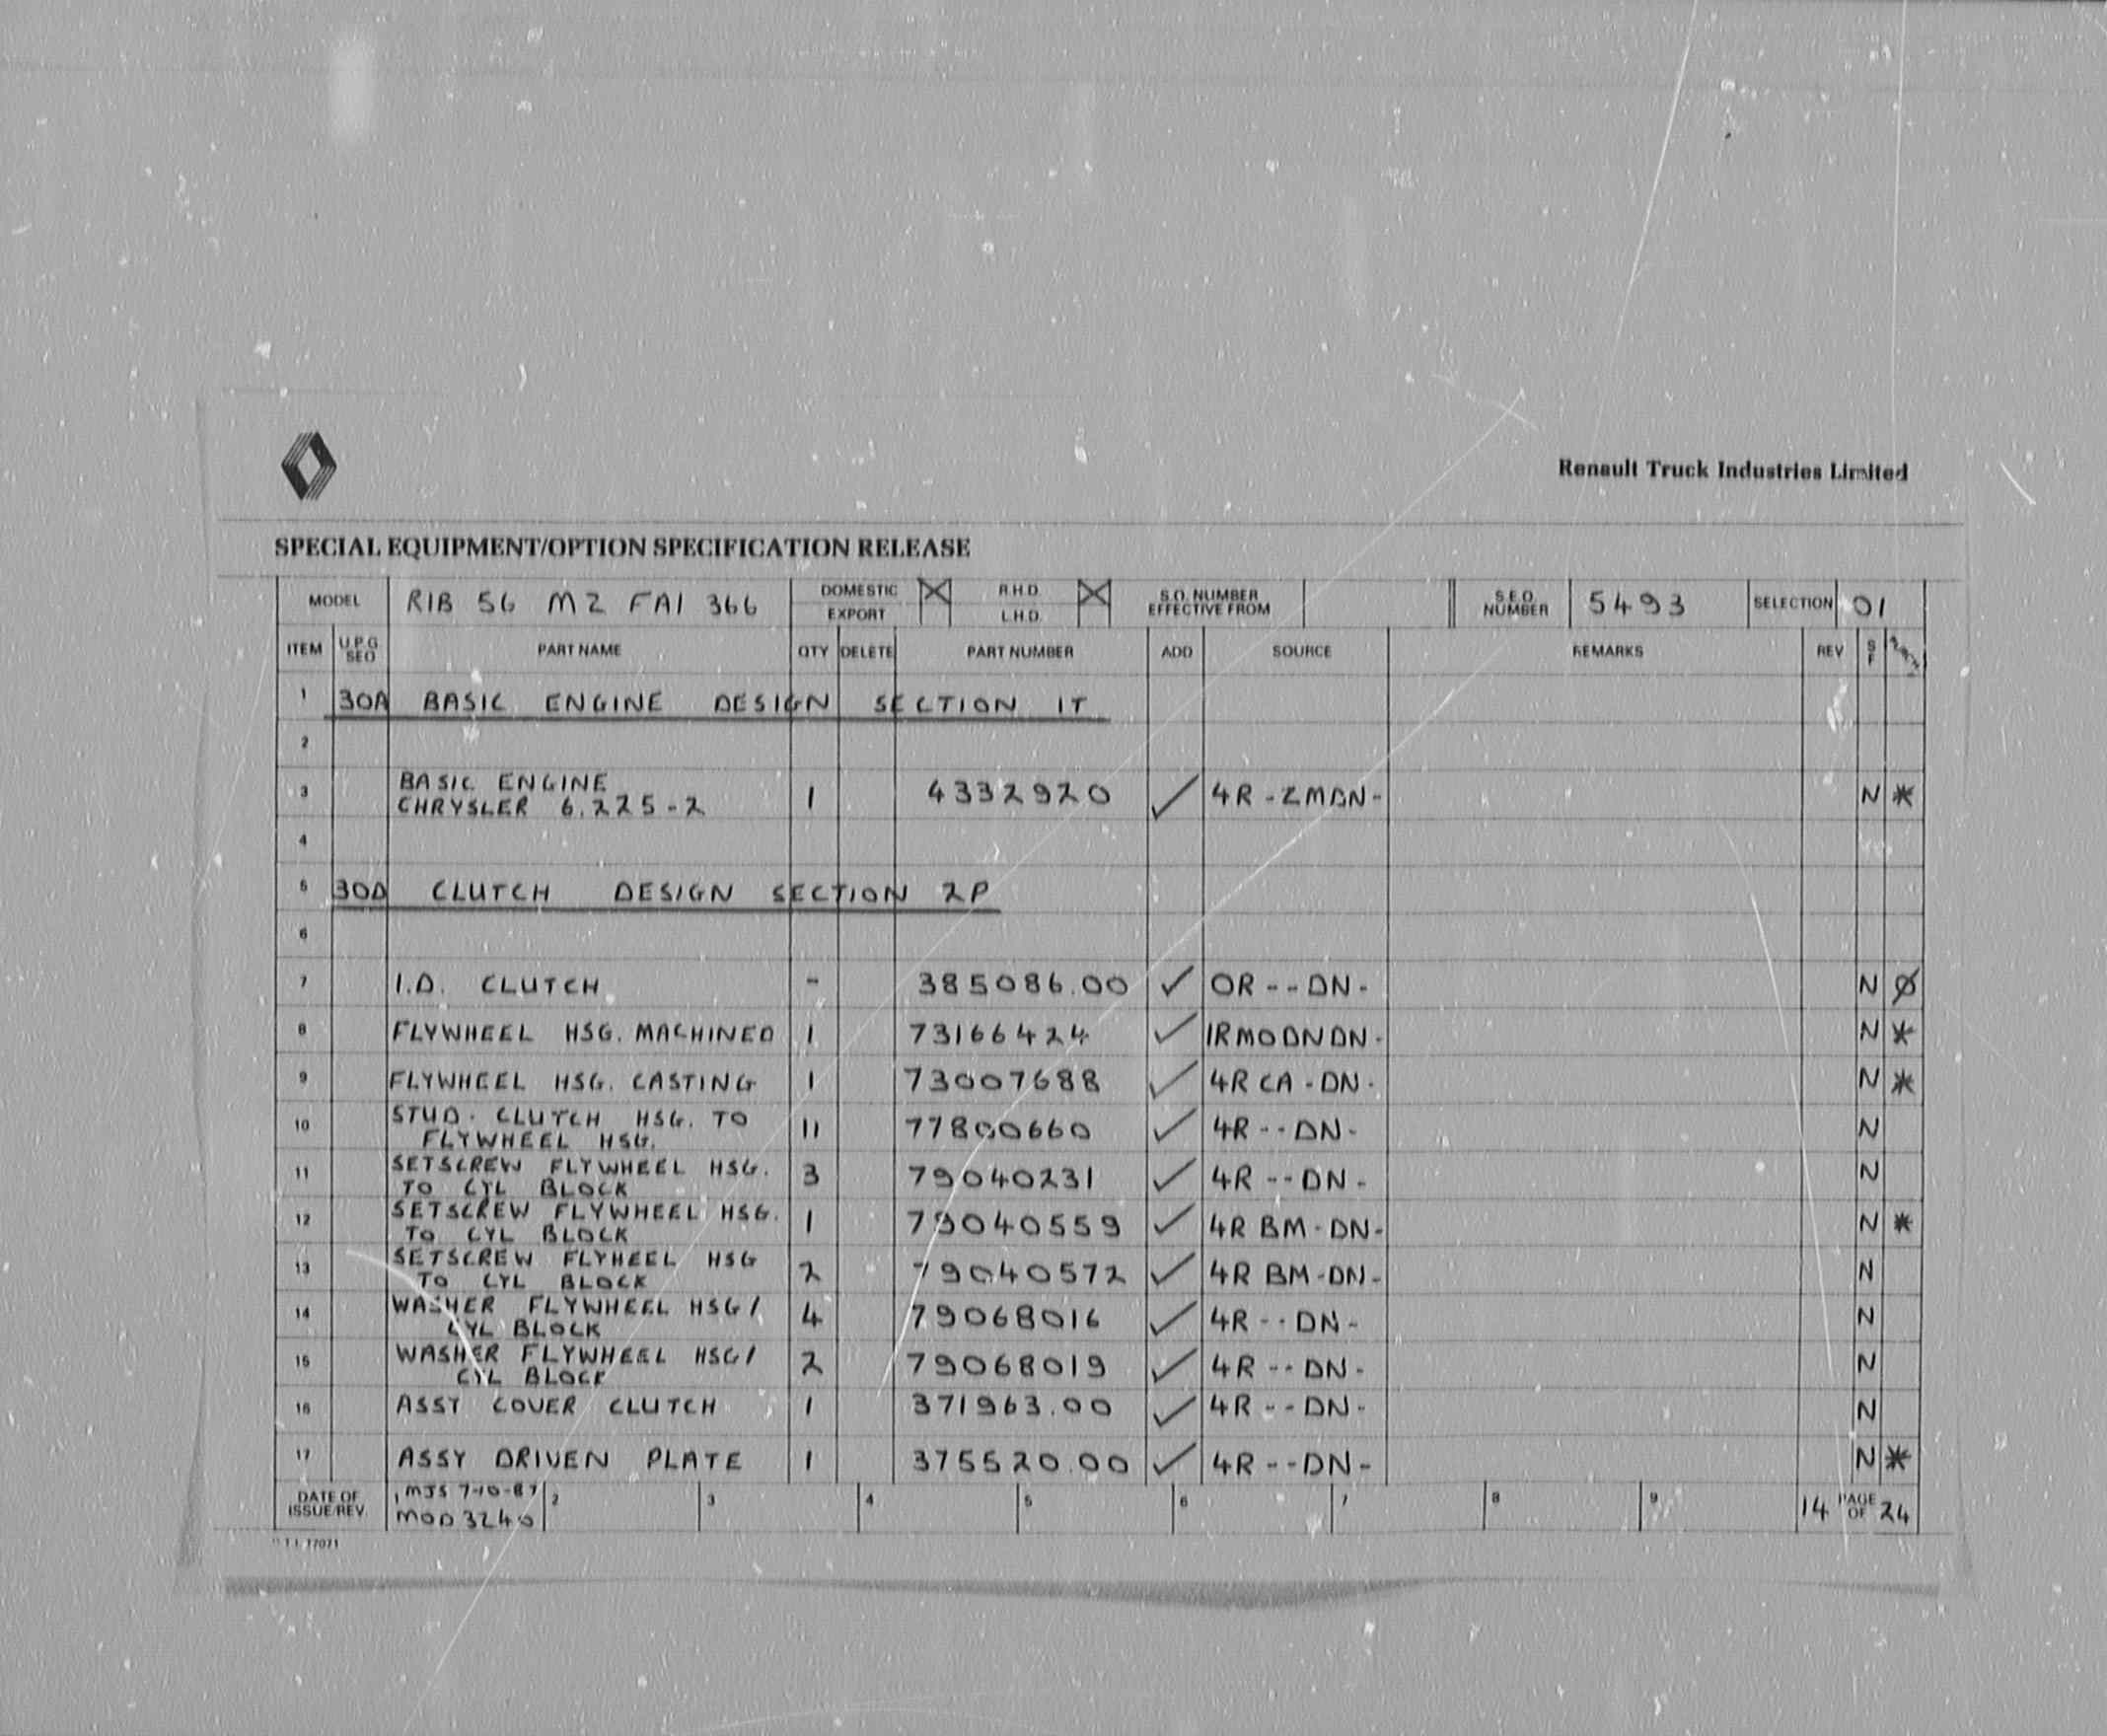 Renault Truck Industries Limited
SPECIAL EQUIPMENT/OPTION SPECIFICATION RELEASE
MODEL RIB 56 M2 FAI 366 DOMESTIC R.H.D. S.O. NUMBER EFFECTIVE FROM S.E.O. NUMBER 5493 SELECTION 01
EXPORT L.H.D.
ITEM U.P.G SEO PART NAME QTY DELETE PART NUMBER ADD SOURCE REMARKS REV S F
1 30A BASIC ENGINE DESIGN SECTION 1T
2
3 BASIC ENGINE
CHRYSLER 6.225-2 1 4332920 ✓ 4R -ZMDN- N *
4
5 30D CLUTCH DESIGN SECTION 2P
6
7 I.D. CLUTCH - 385086.00 ✓ OR--DN- N Ø
8 FLYWHEEL HSG. MACHINED 1 73166424 ✓ 1RMODNDN- N *
9 FLYWHEEL HSG. CASTING 1 73007688 ✓ 4R CA-DN- N *
10 STUD. CLUTCH HSG. TO
FLYWHEEL HSG. 11 77800660 ✓ 4R--DN- N
11 SETSCREW FLYWHEEL HSG.
TO CYL BLOCK 3 79040231 ✓ 4R--DN- N
12 SETSCREW FLYWHEEL HSG.
TO CYL BLOCK 1 79040559 ✓ 4R BM-DN- N *
13 SETSCREW FLYHEEL HSG
TO CYL BLOCK 2 79040572 ✓ 4R BM-DN- N
14 WASHER FLYWHEEL HSG/
CYL BLOCK 4 79068016 ✓ 4R--DN- N
15 WASHER FLYWHEEL HSG/
CYL BLOCK 2 79068019 ✓ 4R--DN- N
16 ASSY COVER CLUTCH 1 371963.00 ✓ 4R--DN- N
17 ASSY DRIVEN PLATE 1 375520.00 ✓ 4R--DN- N *
DATE OF ISSUE/REV. 1 MJS 7-10-87 2 3 4 5 6 7 8 9 14 PAGE OF 24
MOD 3240